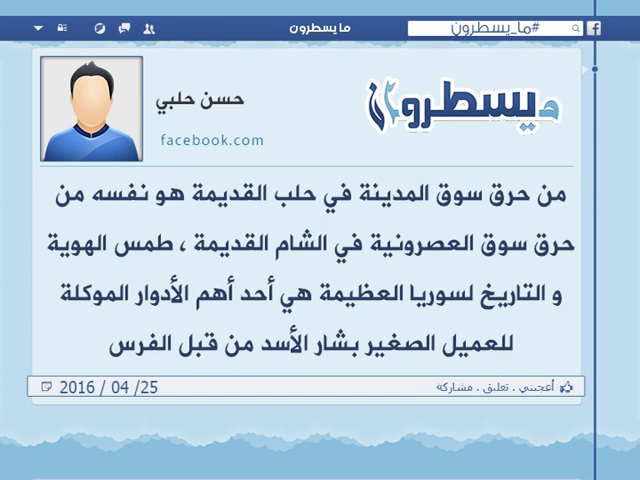 ما يسطرون
#ما_يسطرون
ما يسطرون
حسن حلبي
facebook.com
من حرق سوق المدينة في حلب القديمة هو نفسه من
حرق سوق العصرونية في الشام القديمة ، طمس الهوية
و التاريخ لسوريا العظيمة هي أحد أهم الأدوار الموكلة
للعميل الصغير بشار الأسد من قبل الفرس
أعجبني . تعليق . مشاركة
2016 / 04 /25